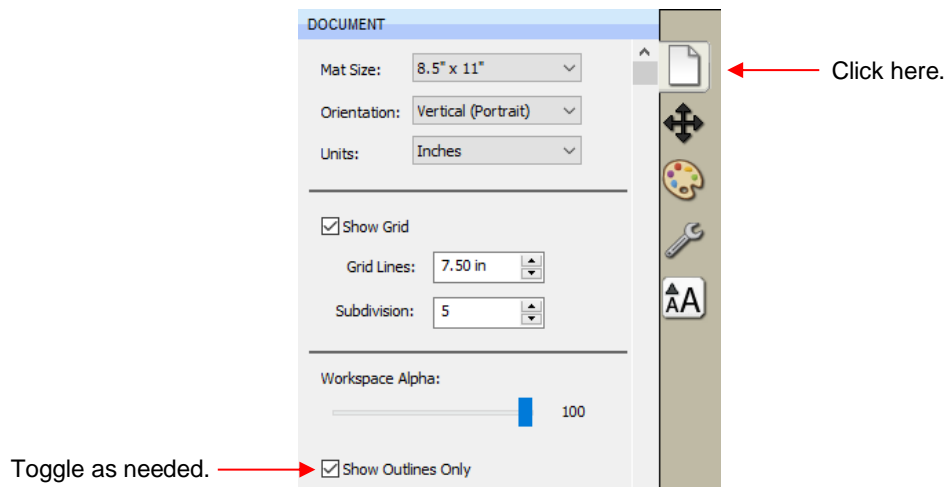 DOCUMENT
Mat Size: 8.5" x 11"
Click here.
Orientation: Vertical (Portrait)
Units: Inches
Show Grid
Grid Lines: 7.50 in
Subdivision: 5
AA
Workspace Alpha:
100
Toggle as needed. Show Outlines Only